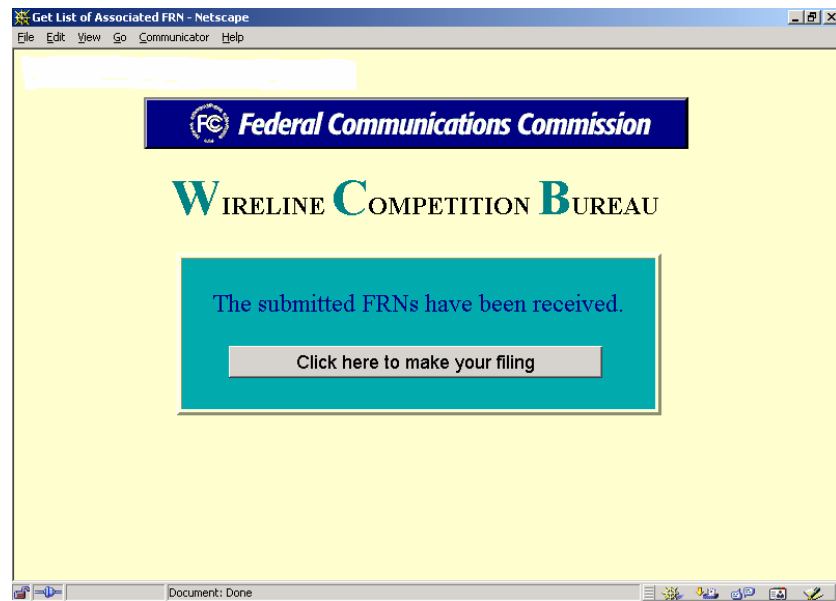 Get List of Associated FRN - Netscape
File Edit View Go Communicator Help
FCC Federal Communications Commission
WIRELINE COMPETITION BUREAU
The submitted FRNs have been received.
Click here to make your filing
Document: Done